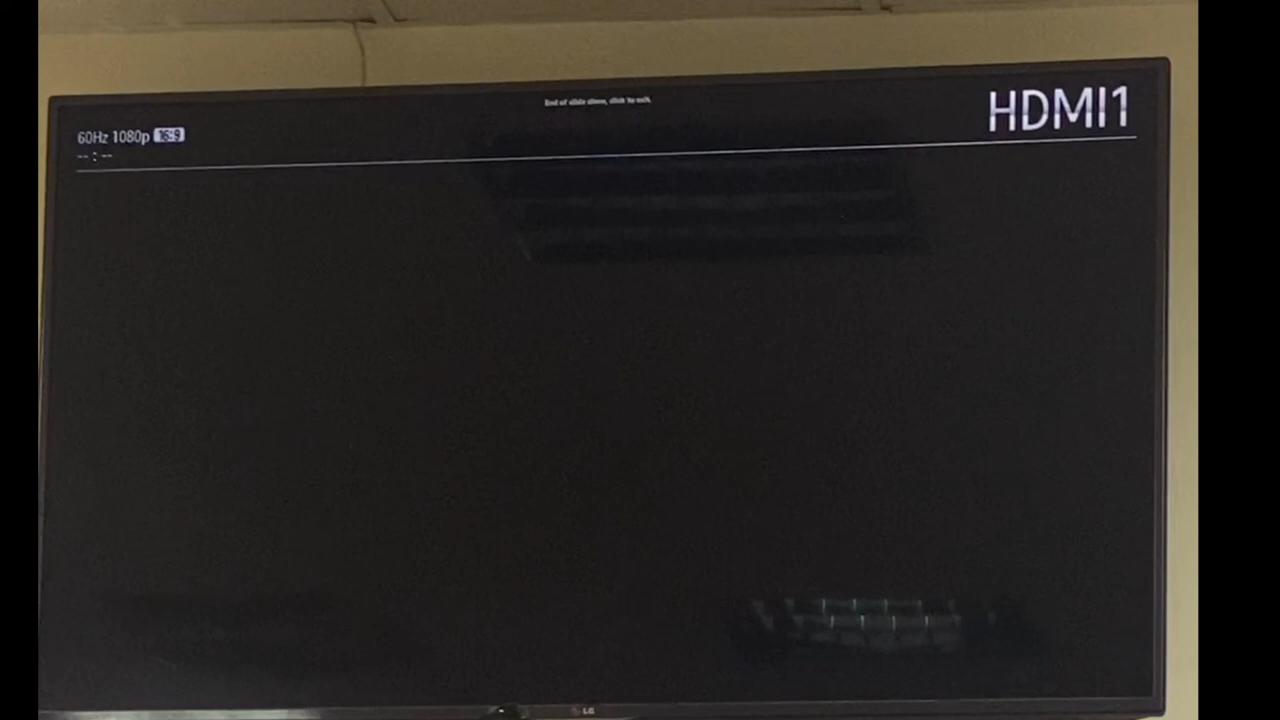 End of slide show, click to exit.
HDMI1
60Hz 1080p 16:9
-- : --
LG